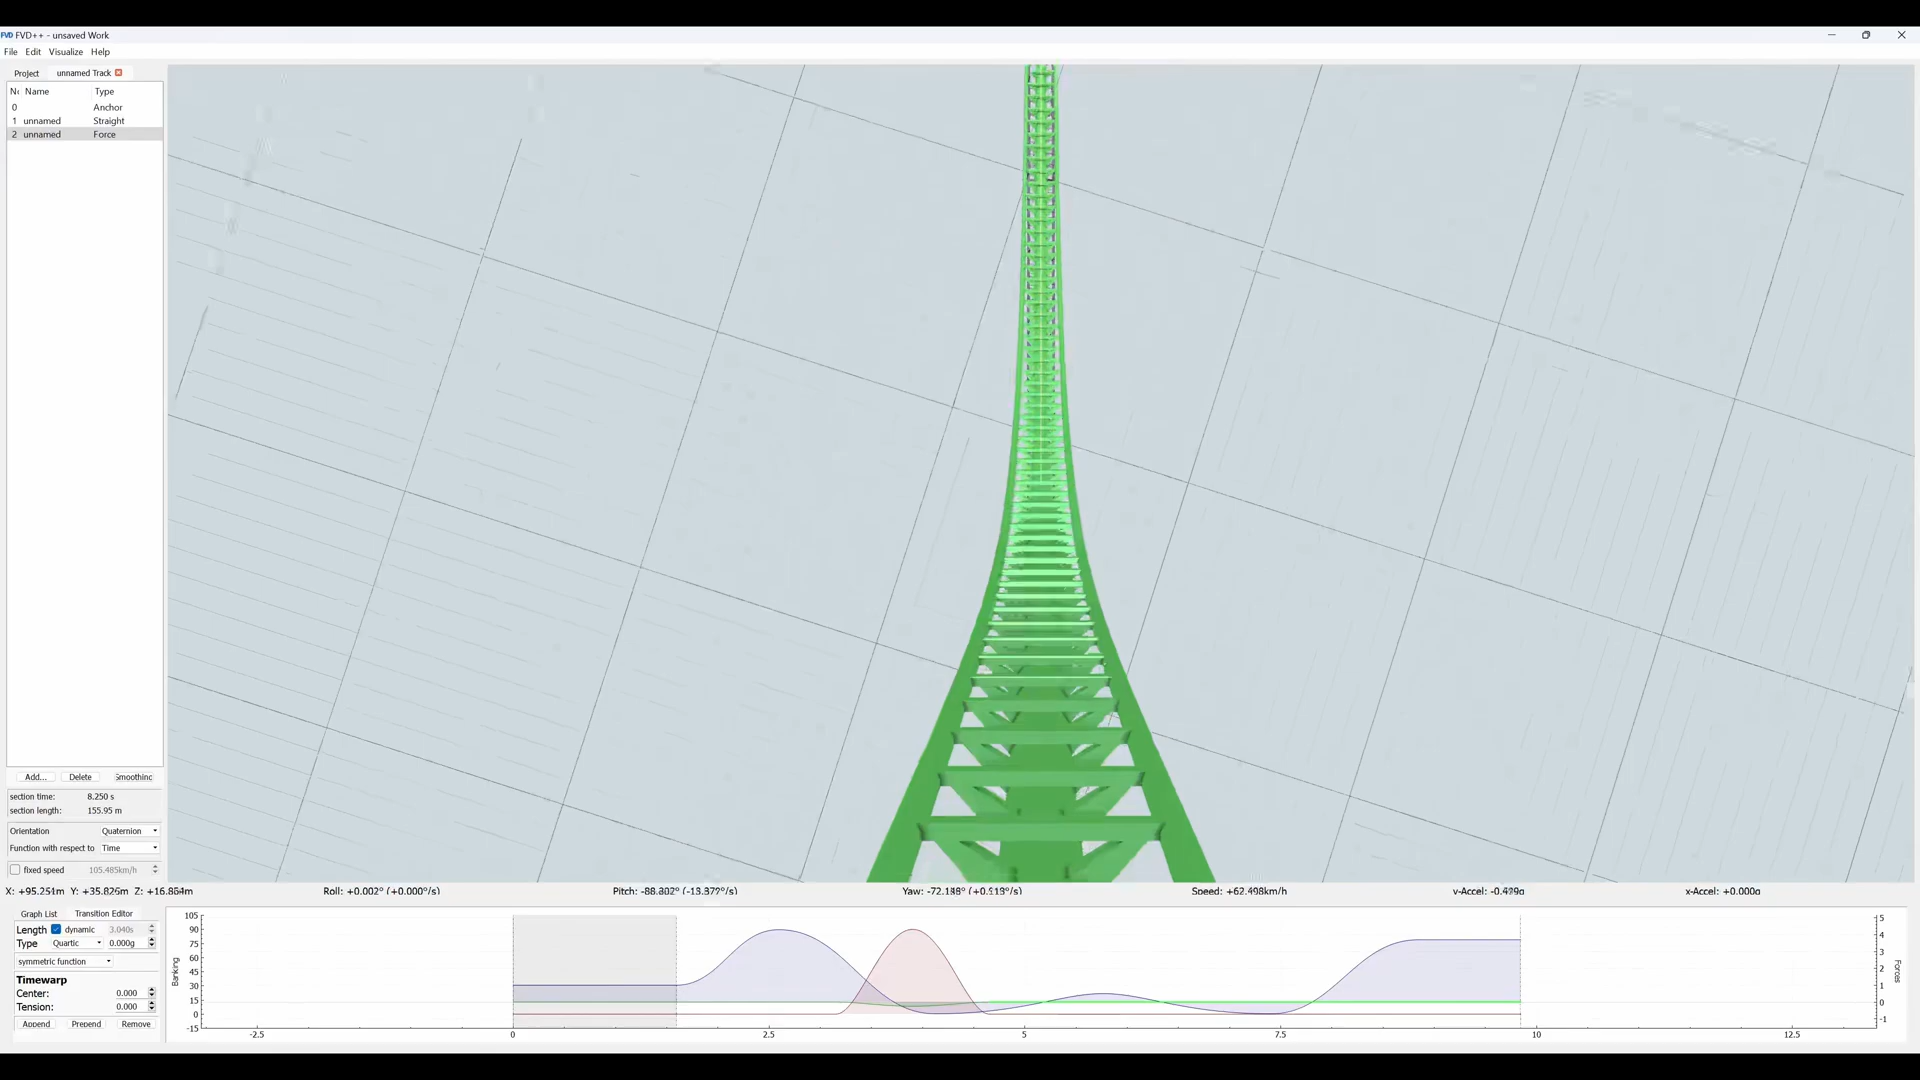 FVD FVD++ - unsaved Work
File Edit Visualize Help
Project unnamed Track
Name Type
0 Anchor
1 unnamed Straight
2 unnamed Force
Add... Delete Smoothing
section time: 8.250 s
section length: 155.95 m
Orientation Quaternion
Function with respect to Time
fixed speed 105.485km/h
X: +95.251m Y: +35.826m Z: +16.884m Roll: +0.002° (+0.000°/s) Pitch: -88.302° (-13.377°/s) Yaw: -72.188° (+0.913°/s) Speed: +62.498km/h v-Accel: -0.429g x-Accel: +0.000g
Graph List Transition Editor
Length dynamic 3.040s
Type Quartic 0.000g
symmetric function
Timewarp
Center: 0.000
Tension: 0.000
Append Prepend Remove
Banking
105
90
75
60
45
30
15
0
-15
-2.5 0 2.5 5 7.5 10 12.5
5
4
3
2
1
0
-1
Forces